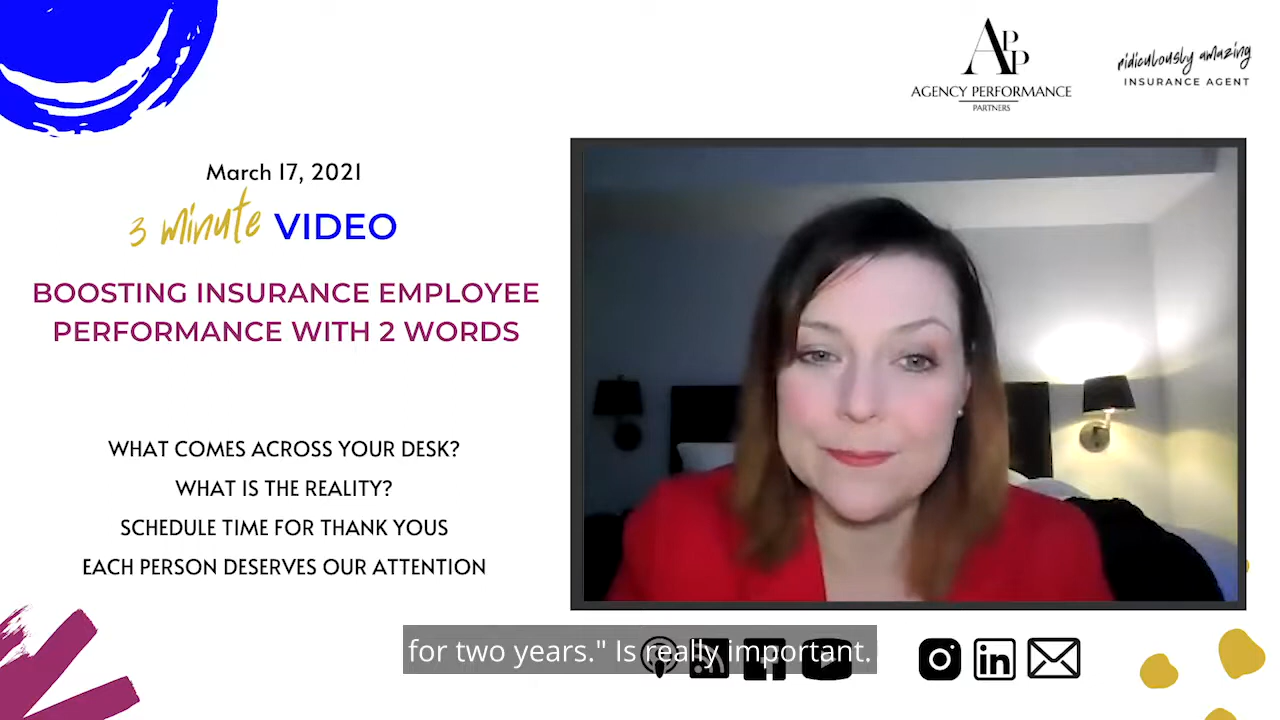 APP
AGENCY PERFORMANCE
PARTNERS
ridiculously amazing
INSURANCE AGENT
March 17, 2021
3 minute VIDEO
BOOSTING INSURANCE EMPLOYEE
PERFORMANCE WITH 2 WORDS
WHAT COMES ACROSS YOUR DESK?
WHAT IS THE REALITY?
SCHEDULE TIME FOR THANK YOUS
EACH PERSON DESERVES OUR ATTENTION
for two years." Is really important.
in